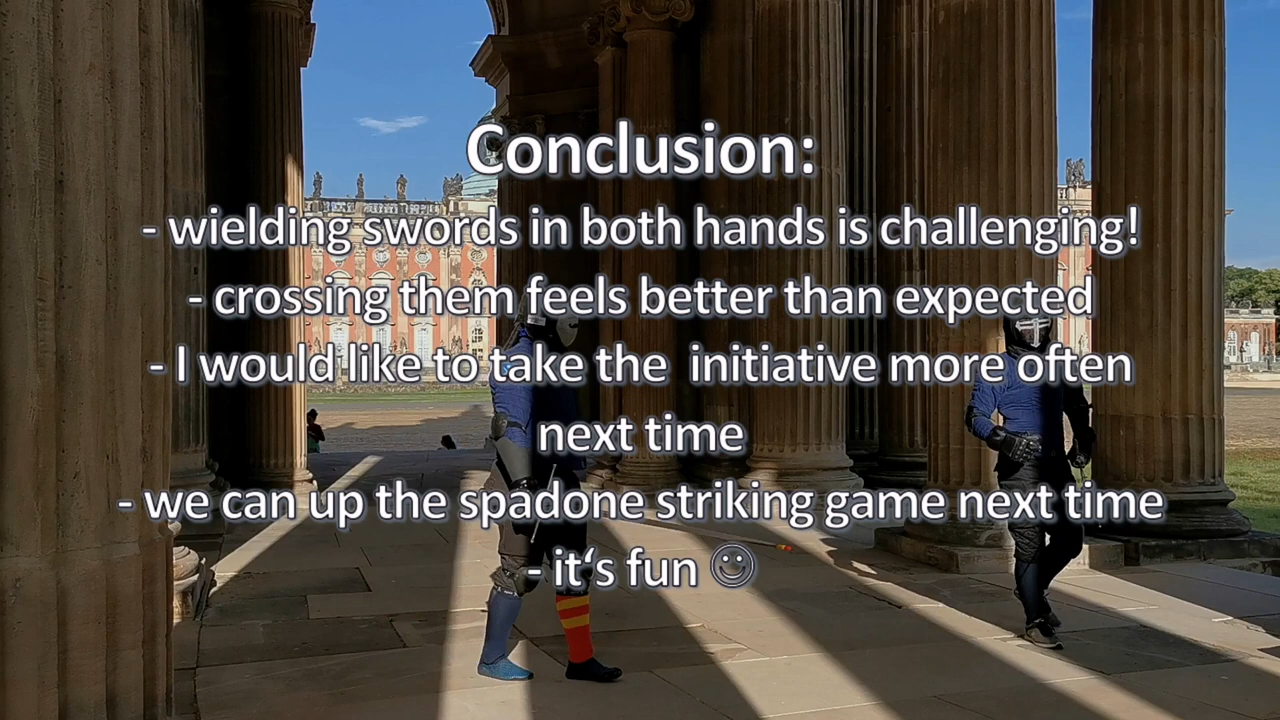 Conclusion:
- wielding swords in both hands is challenging!
- crossing them feels better than expected
- I would like to take the  initiative more often
next time
- we can up the spadone striking game next time
- it‘s fun ☺